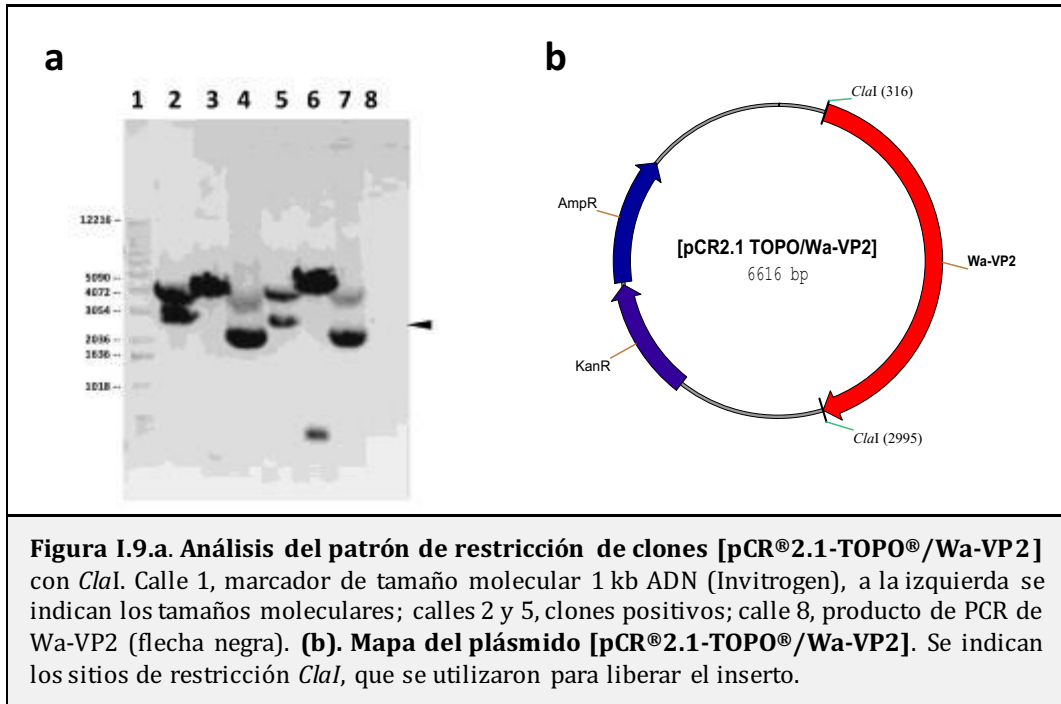 a
b
1 2 3 4 5 6 7 8
12216
5090
4072
3054
2036
1636
1018
ClaI (316)
AmpR
[pCR2.1 TOPO/Wa-VP2]
6616 bp
Wa-VP2
KanR
ClaI (2995)
Figura I.9.a. Análisis del patrón de restricción de clones [pCR®2.1-TOPO®/Wa-VP2]
con ClaI. Calle 1, marcador de tamaño molecular 1 kb ADN (Invitrogen), a la izquierda se
indican los tamaños moleculares; calles 2 y 5, clones positivos; calle 8, producto de PCR de
Wa-VP2 (flecha negra). (b). Mapa del plásmido [pCR®2.1-TOPO®/Wa-VP2]. Se indican
los sitios de restricción ClaI, que se utilizaron para liberar el inserto.